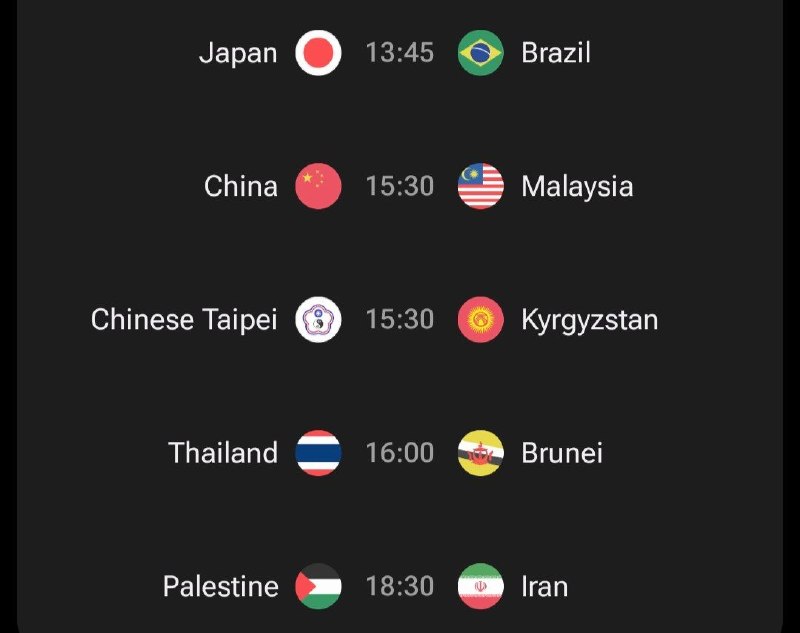 Japan 13:45 Brazil
China 15:30 Malaysia
Chinese Taipei 15:30 Kyrgyzstan
Thailand 16:00 Brunei
Palestine 18:30 Iran